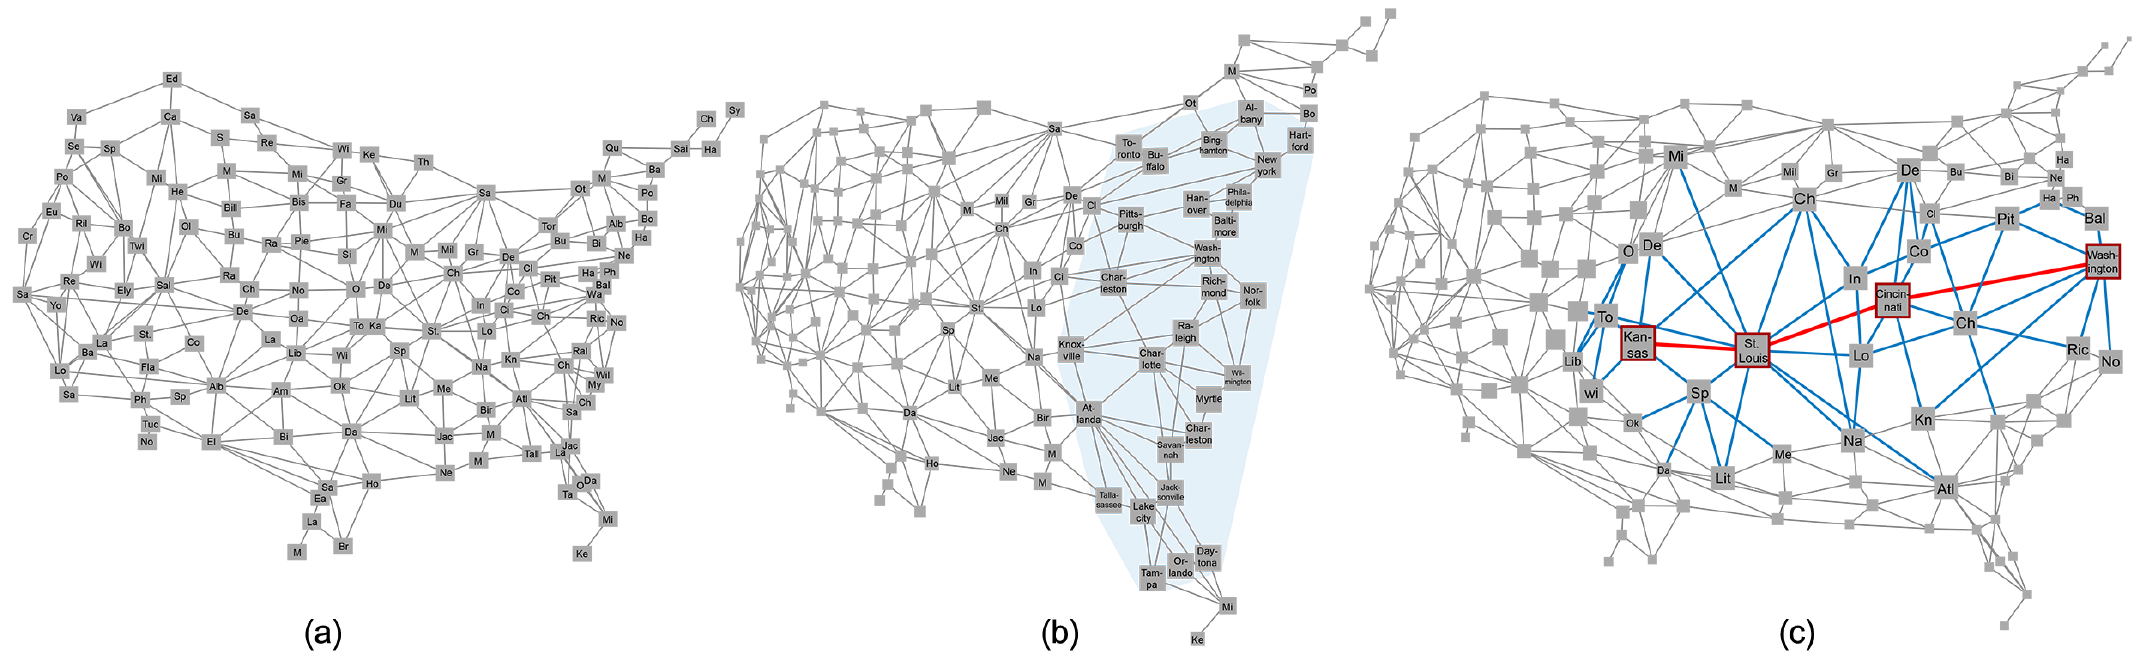 Ed
Va
Ca
Sa
Se
Sp
S
Re
Wi
Ke
Th
Po
Mi
He
M
Mi
Gr
Sa
Eu
Ril
Bo
Twi
Ol
Bill
Bu
Bis
Fa
Du
Cr
Wi
Ra
Pie
Si
Mi
M
Mil
Gr
De
Sa
Re
Yo
Ely
Sal
Ra
Ch
No
O
De
Ch
In
Co
Cl
La
St.
De
Oa
To
Ka
St.
Lo
Ci
Ch
Ba
Lo
Fla
Co
La
Lib
Wi
Sp
Na
Kn
Sa
Ph
Sp
Alb
Am
Ok
Lit
Me
Bir
Atl
Tuc
No
El
Bi
Da
Jac
M
Tall
La
Jac
Sa
Ea
Ho
Ne
M
La
M
Br
Ta
O
Da
Mi
Ke
Ch
Sy
Qu
Sai
Ha
M
Ba
Ot
Po
Tor
Alb
Bo
Bu
Bi
Ha
Ne
Pit
Ha
Ph
Bal
Wa
Ric
No
Ral
Ch
Wil
My
Ch
Sa
(a)
M
Po
Ot
Al-
bany
Bo
Sa
To-
ronto
Bu-
ffalo
Bing-
hamton
Hart-
ford
New
york
M
Mil
Gr
De
Cl
Pitts-
burgh
Han-
over
Phila-
delphia
Balti-
more
Ch
Co
In
Ci
Lo
Char-
leston
Wash-
ington
Rich-
mond
Nor-
folk
St.
Sp
Na
Knox-
ville
Char-
lotte
Ra-
leigh
Wil-
mington
Lit
Me
Myrtle
Da
Bir
At-
landa
Char-
leston
Jac
M
Savan-
nah
Ho
Ne
M
Talla-
ssee
Lake
city
Jack-
sonville
Tam-
pa
Or-
lando
Day-
tona
Mi
Ke
(b)
Mi
Mil
Gr
De
Bu
Bi
Ha
Ne
M
Ch
Cl
Pit
Ha
Ph
Bal
O
De
Co
In
Wash-
ington
Cincin-
nati
To
Kan-
sas
St.
Louis
Lo
Ch
Ric
No
Lib
wi
Sp
Ok
Kn
Na
Me
Da
Lit
Atl
(c)